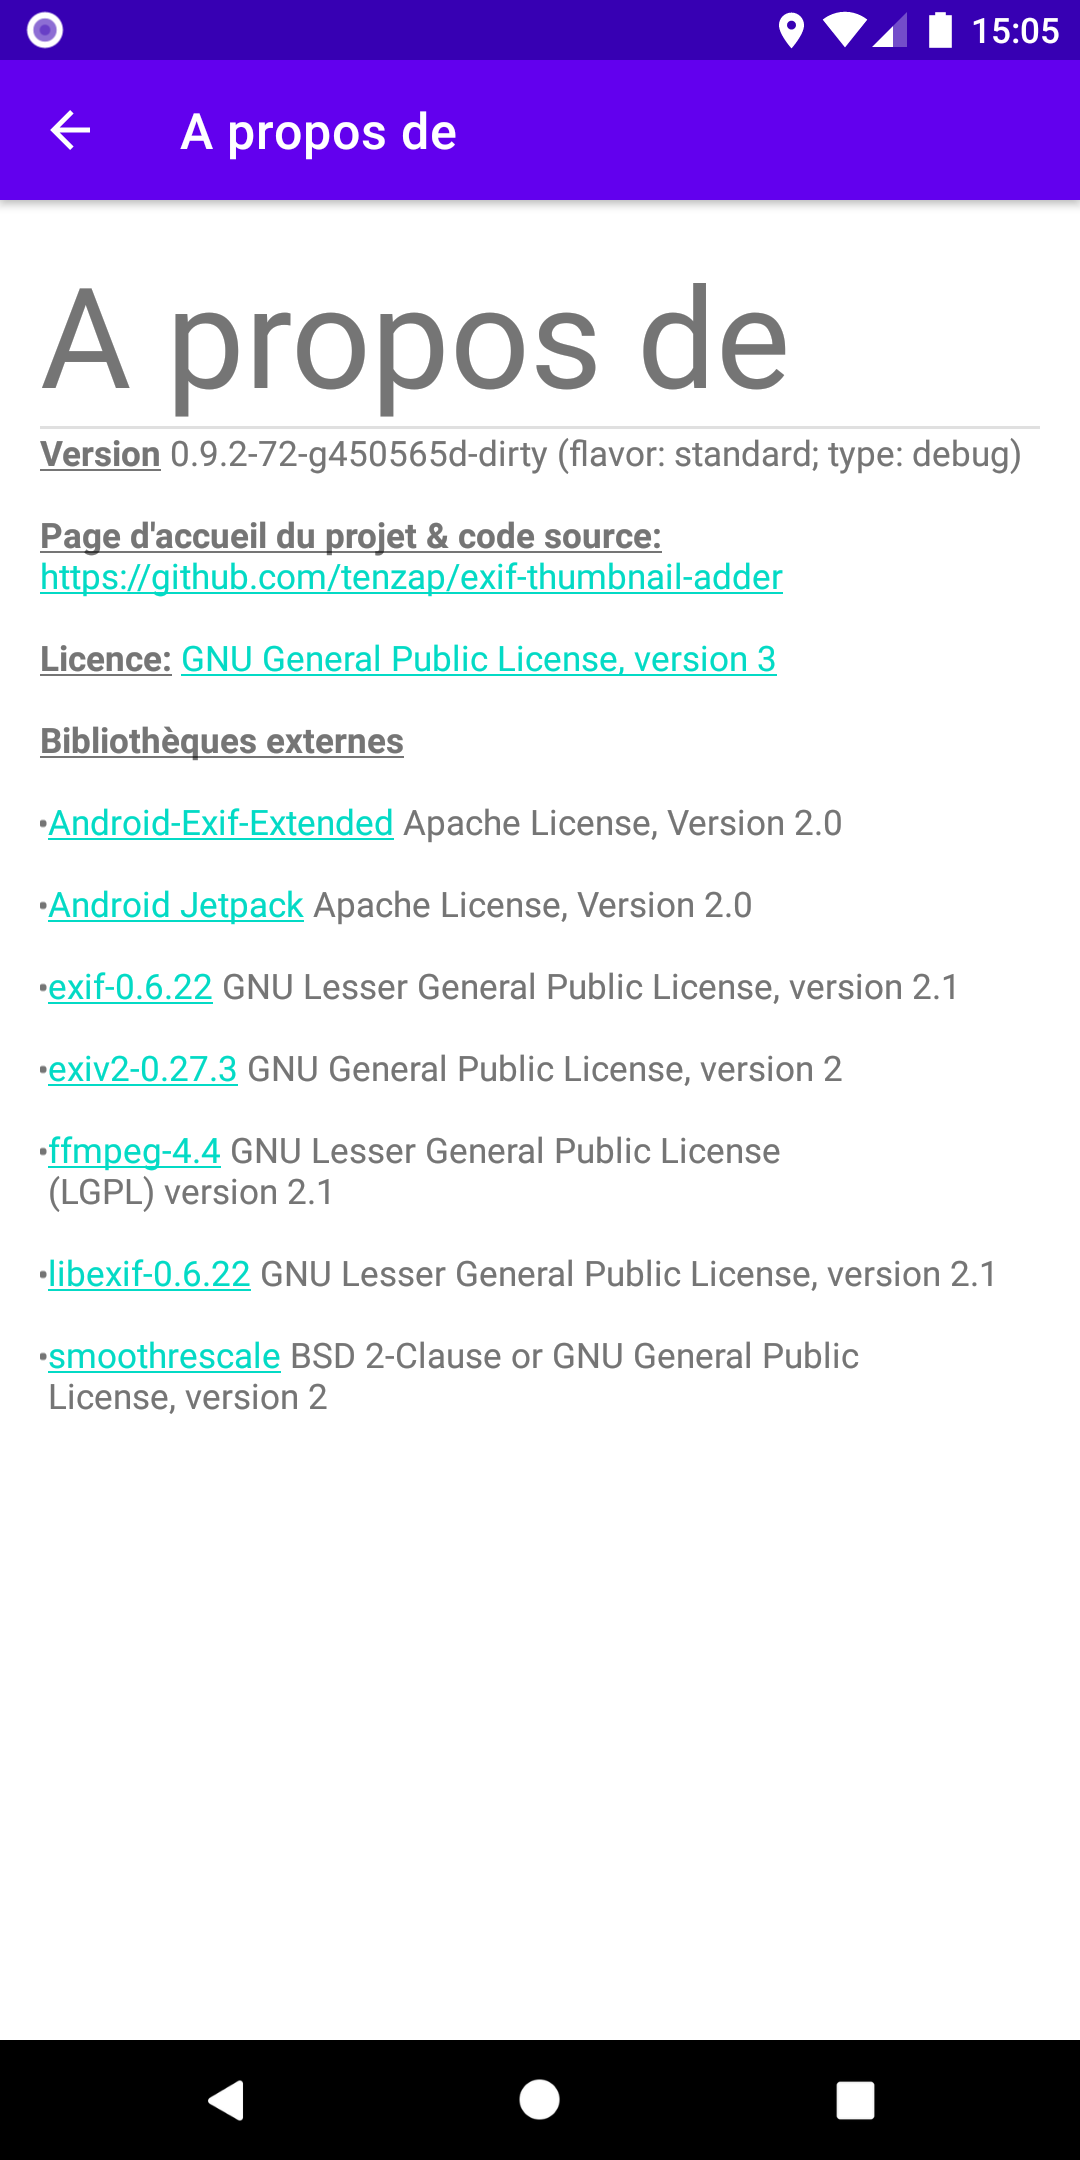 15:05
A propos de
A propos de
Version 0.9.2-72-g450565d-dirty (flavor: standard; type: debug)
Page d'accueil du projet & code source:
https://github.com/tenzap/exif-thumbnail-adder
Licence: GNU General Public License, version 3
Bibliothèques externes
•Android-Exif-Extended Apache License, Version 2.0
•Android Jetpack Apache License, Version 2.0
•exif-0.6.22 GNU Lesser General Public License, version 2.1
•exiv2-0.27.3 GNU General Public License, version 2
•ffmpeg-4.4 GNU Lesser General Public License
(LGPL) version 2.1
•libexif-0.6.22 GNU Lesser General Public License, version 2.1
•smoothrescale BSD 2-Clause or GNU General Public
License, version 2